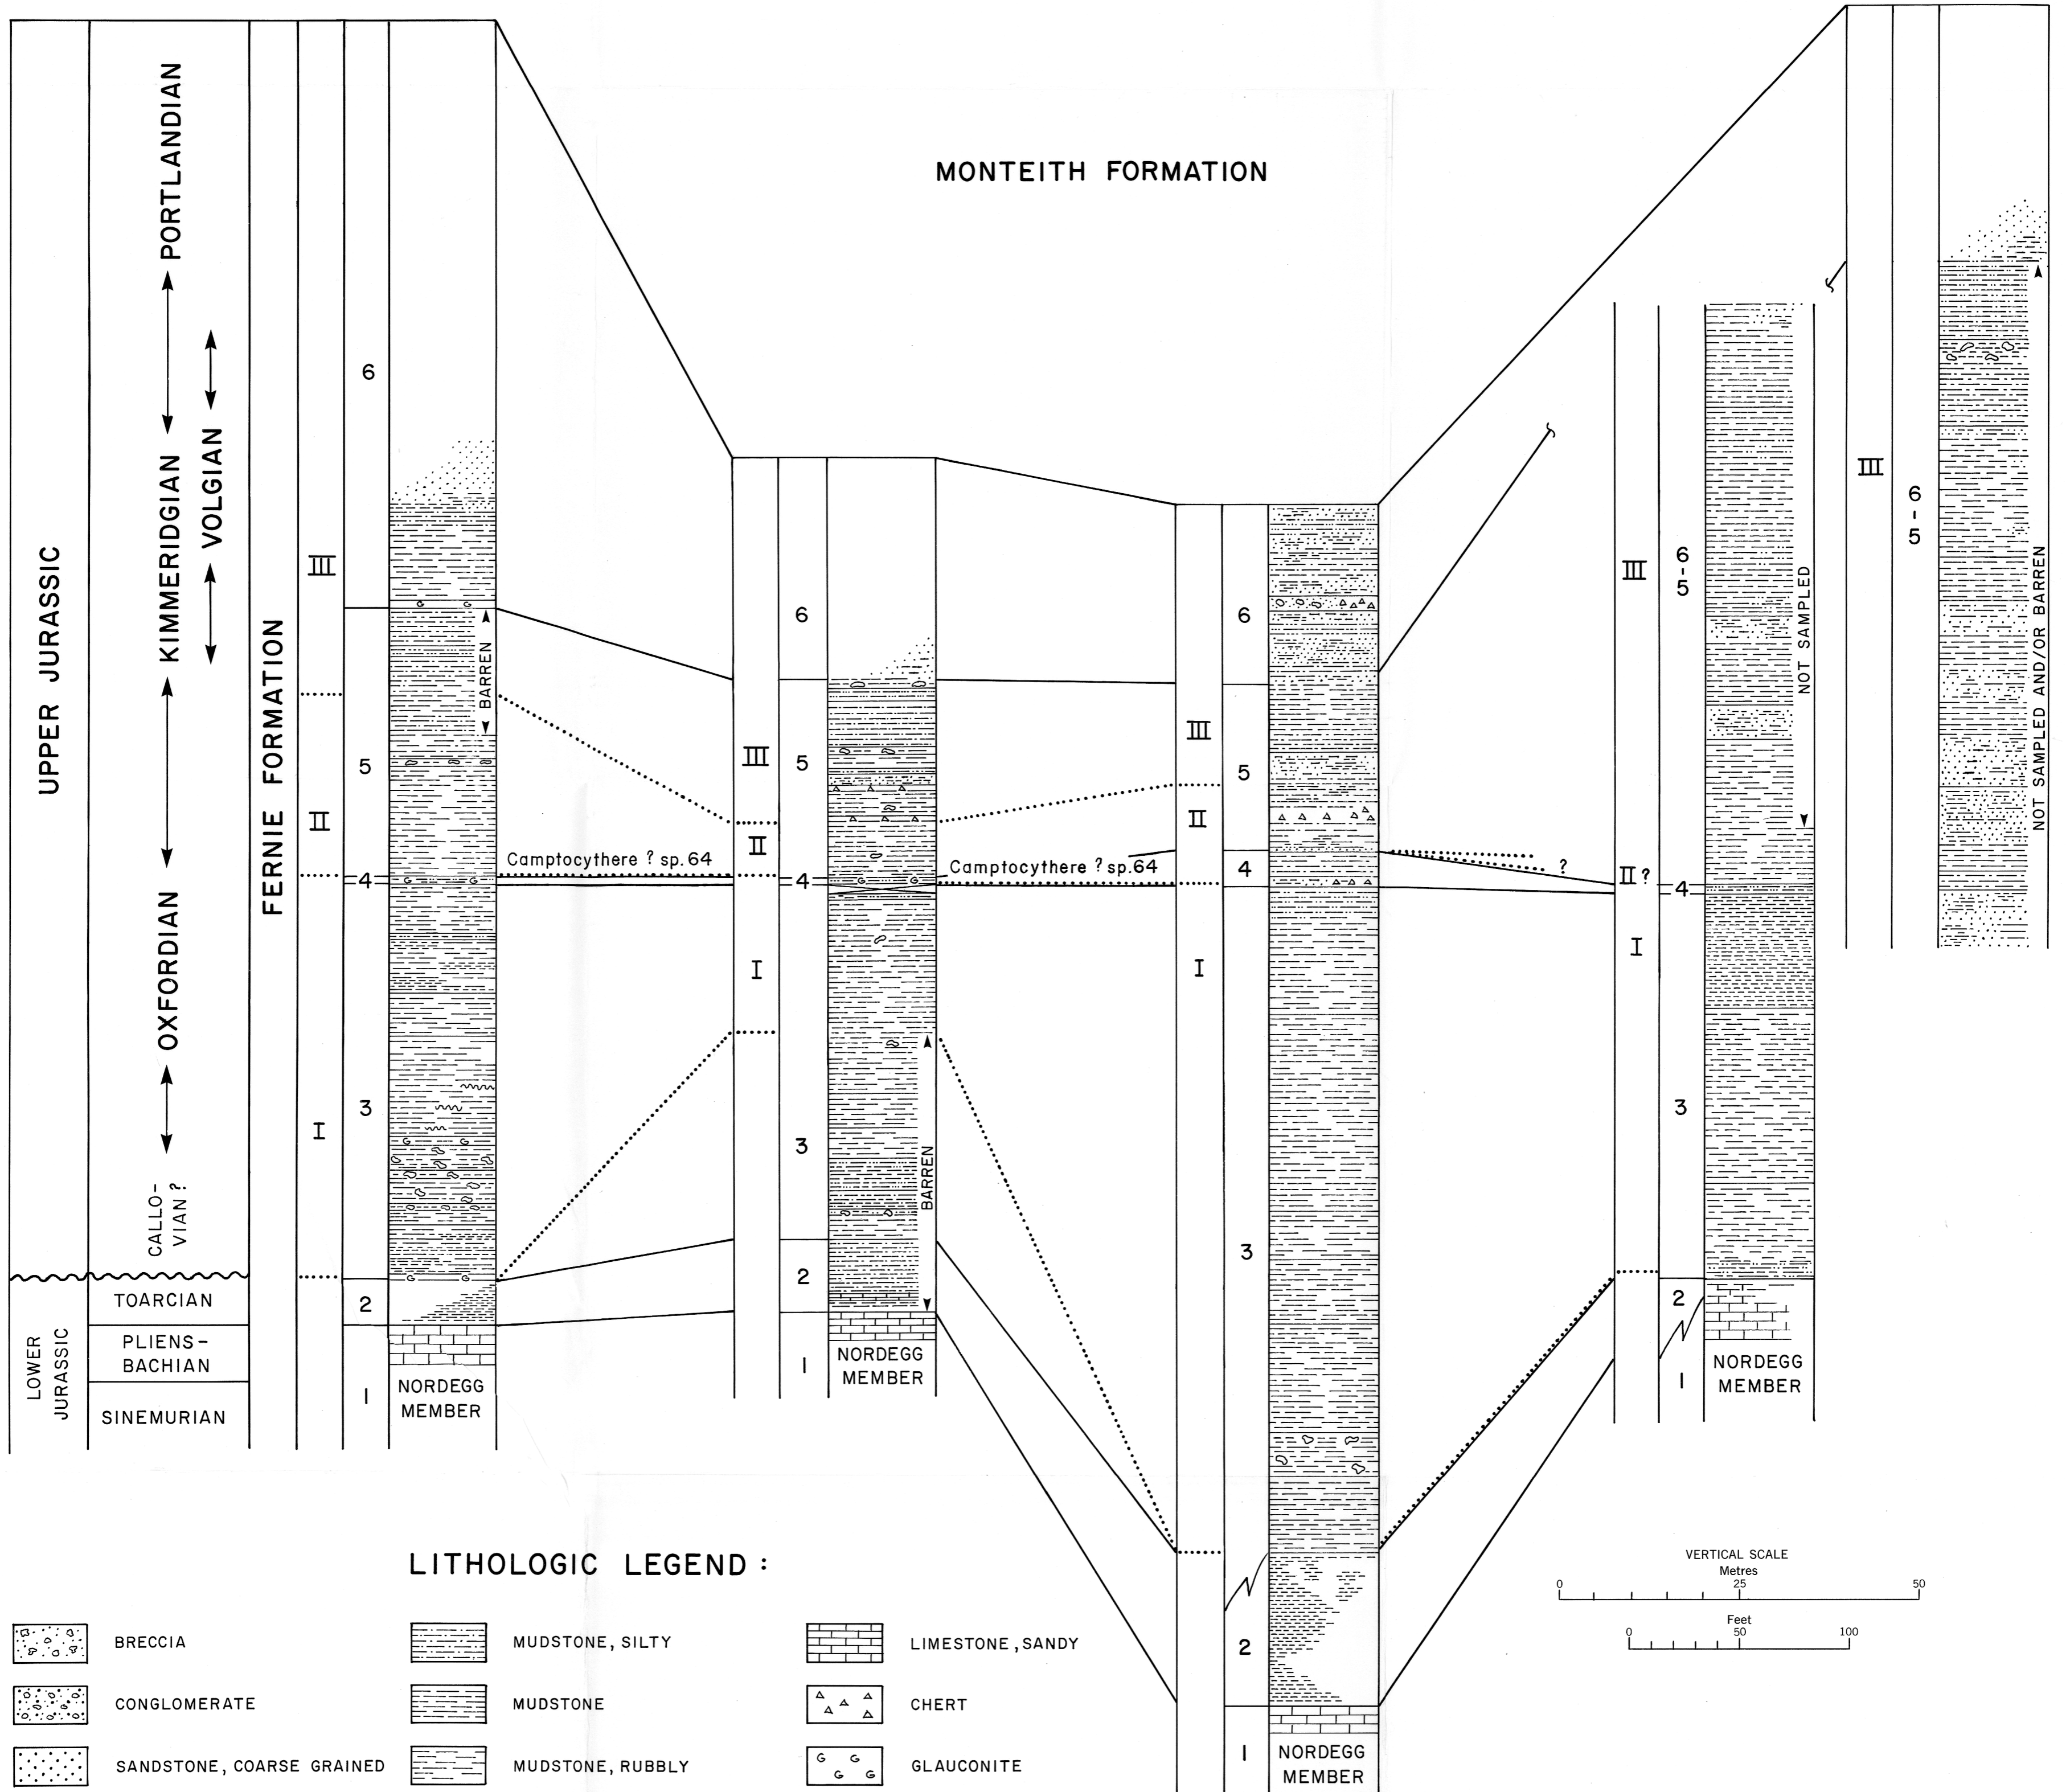 MONTEITH FORMATION
UPPER JURASSIC
LOWER
JURASSIC
PORTLANDIAN
KIMMERIDGIAN
VOLGIAN
OXFORDIAN
CALLO-
VIAN?
TOARCIAN
PLIENS-
BACHIAN
SINEMURIAN
FERNIE FORMATION
III
II
I
6
5
4
3
2
1
BARREN
NORDEGG
MEMBER
Camptocythere ? sp.64
III
II
I
6
5
4
3
2
1
BARREN
NORDEGG
MEMBER
Camptocythere ? sp.64
III
II
I
6
5
4
3
2
1
NORDEGG
MEMBER
?
III
II?
I
6
-
5
4
3
2
1
NOT SAMPLED
NORDEGG
MEMBER
III
6
-
5
NOT SAMPLED AND/OR BARREN
LITHOLOGIC LEGEND:
BRECCIA
CONGLOMERATE
SANDSTONE, COARSE GRAINED
MUDSTONE, SILTY
MUDSTONE
MUDSTONE, RUBBLY
LIMESTONE, SANDY
CHERT
GLAUCONITE
VERTICAL SCALE
Metres
0 25 50
Feet
0 50 100